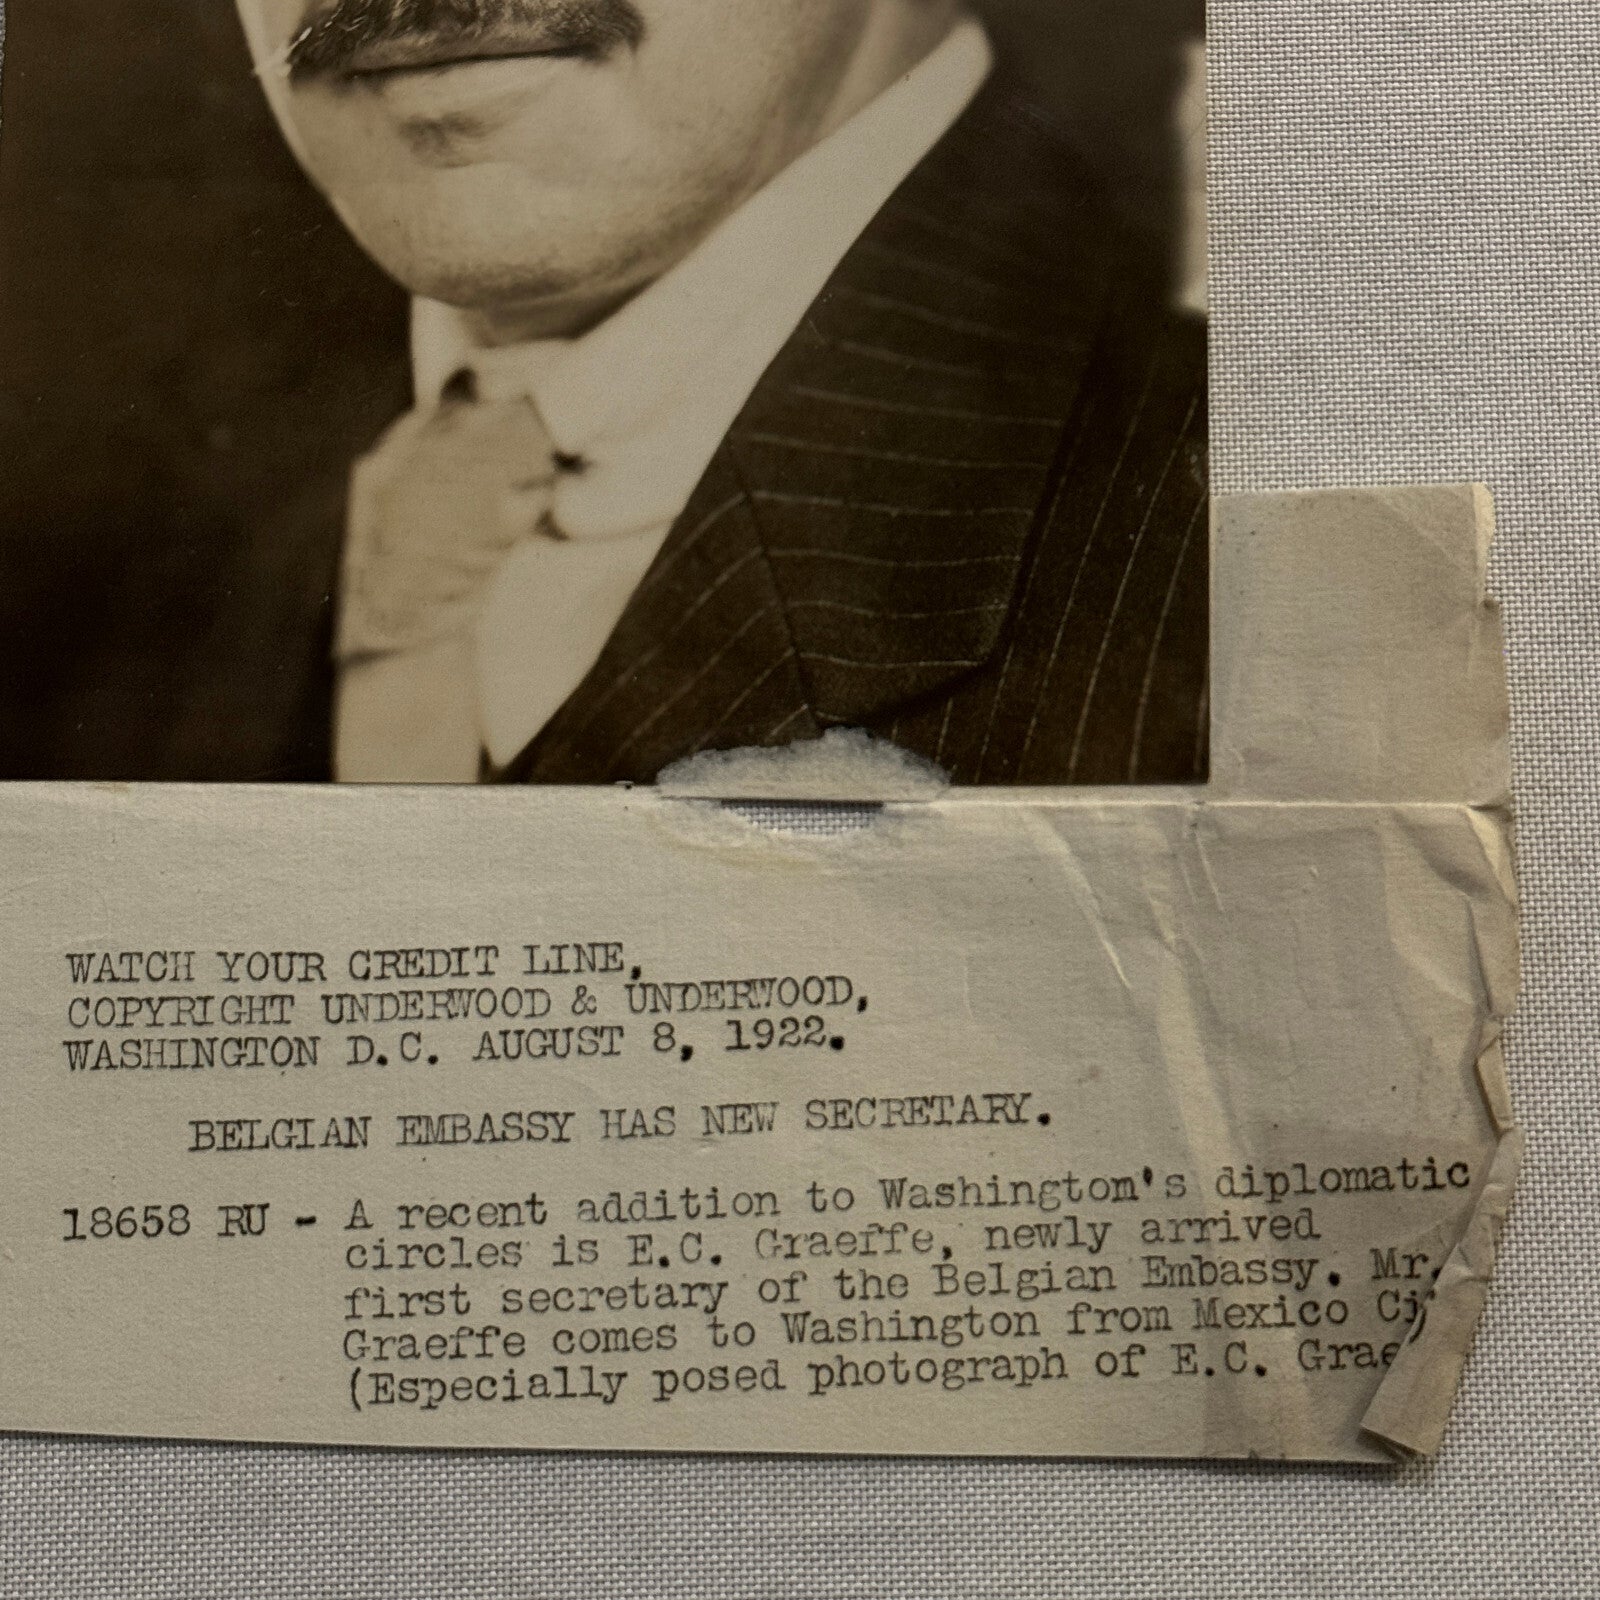 WATCH YOUR CREDIT LINE,
COPYRIGHT UNDERWOOD & UNDERWOOD,
WASHINGTON D.C. AUGUST 8, 1922.
BELGIAN EMBASSY HAS NEW SECRETARY.
18658 RU - A recent addition to Washington's diplomatic
circles is E.C. Graeffe, newly arrived
first secretary of the Belgian Embassy. Mr.
Graeffe comes to Washington from Mexico
(Especially posed photograph of E.C.